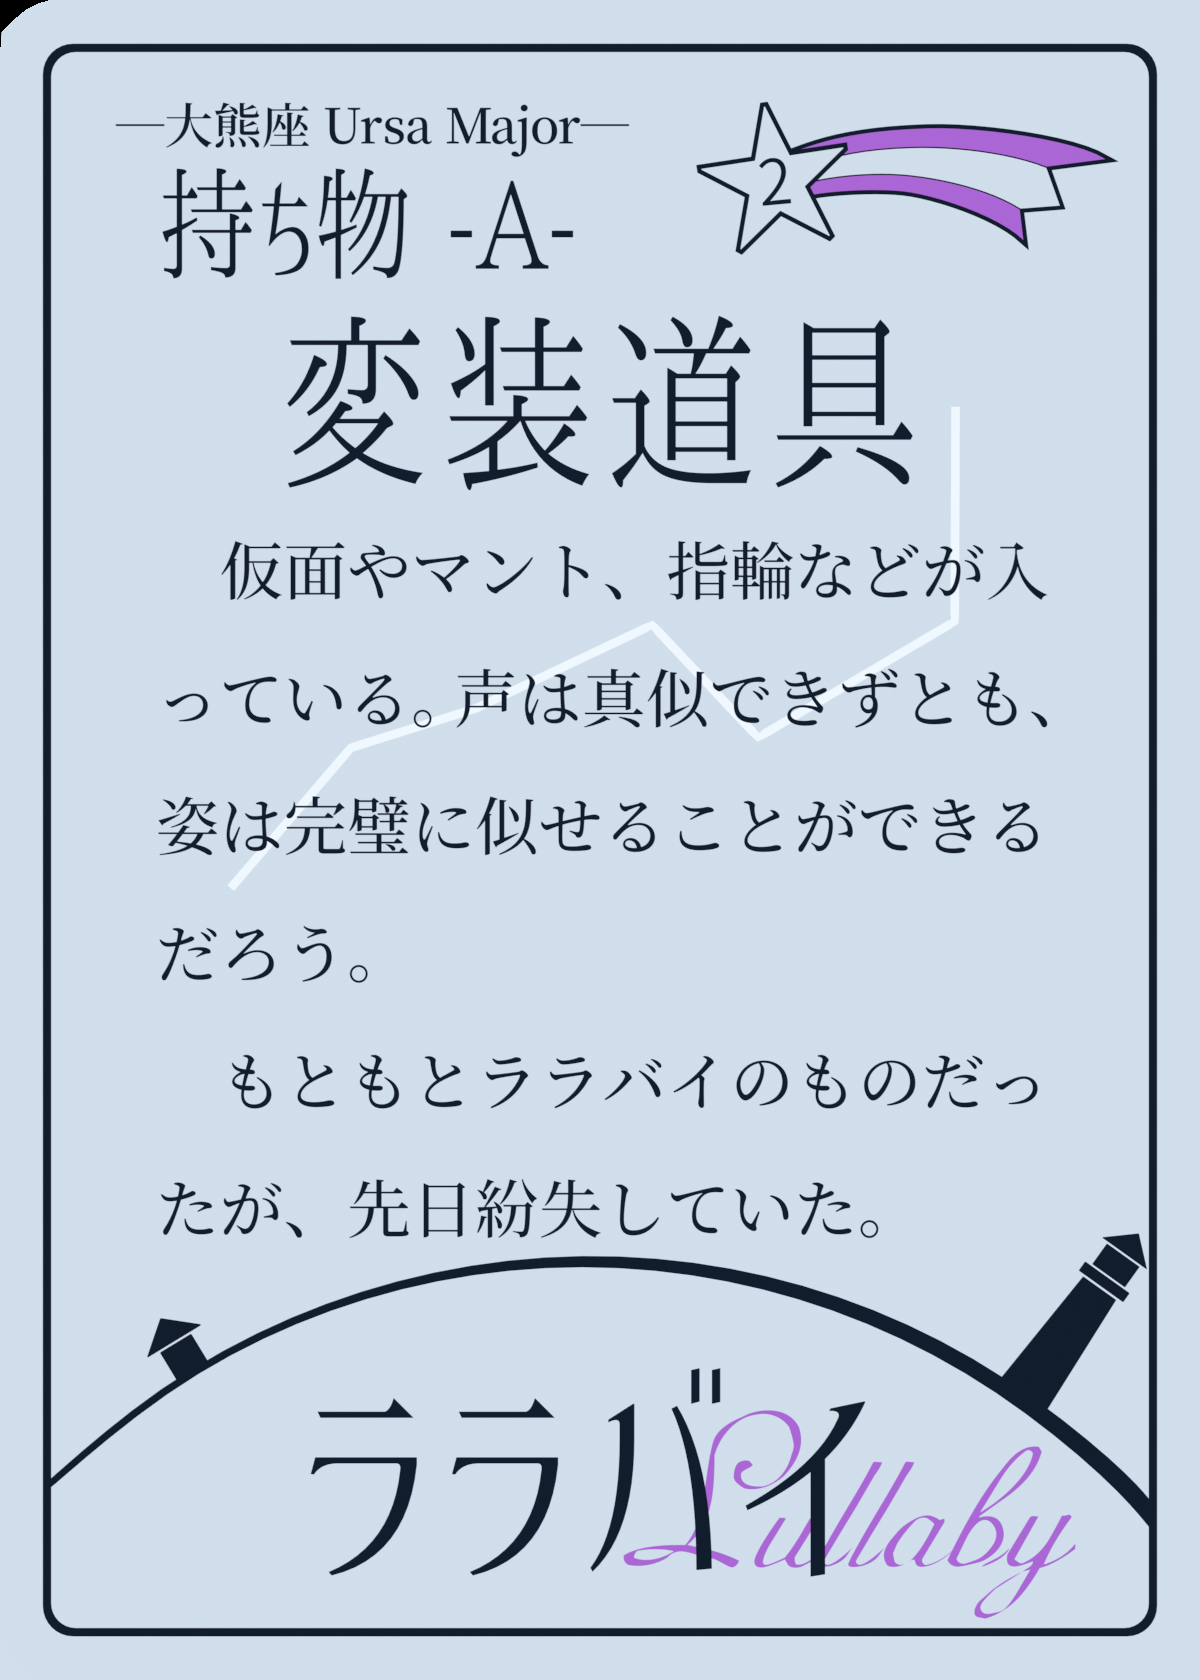 ―大熊座 Ursa Major―
2
持ち物 -A-
変装道具
　仮面やマント、指輪などが入
っている。声は真似できずとも、
姿は完璧に似せることができる
だろう。
　もともとララバイのものだっ
たが、先日紛失していた。
ララバイ
Lullaby